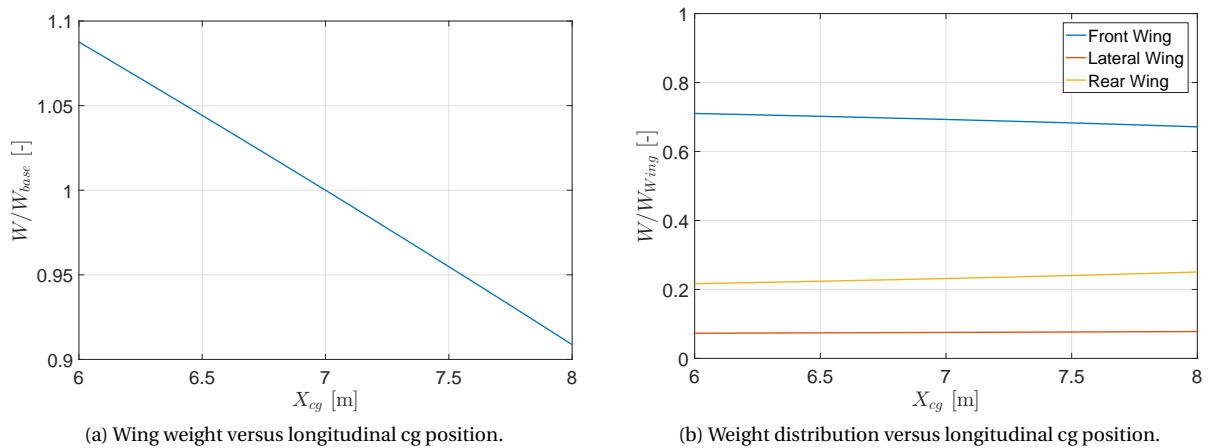 1.1
1.05
1
0.95
0.9
W/W_base [-]
6 6.5 7 7.5 8
X_cg [m]
(a) Wing weight versus longitudinal cg position.
1
0.8
0.6
0.4
0.2
0
W/W_Wing [-]
Front Wing
Lateral Wing
Rear Wing
6 6.5 7 7.5 8
X_cg [m]
(b) Weight distribution versus longitudinal cg position.